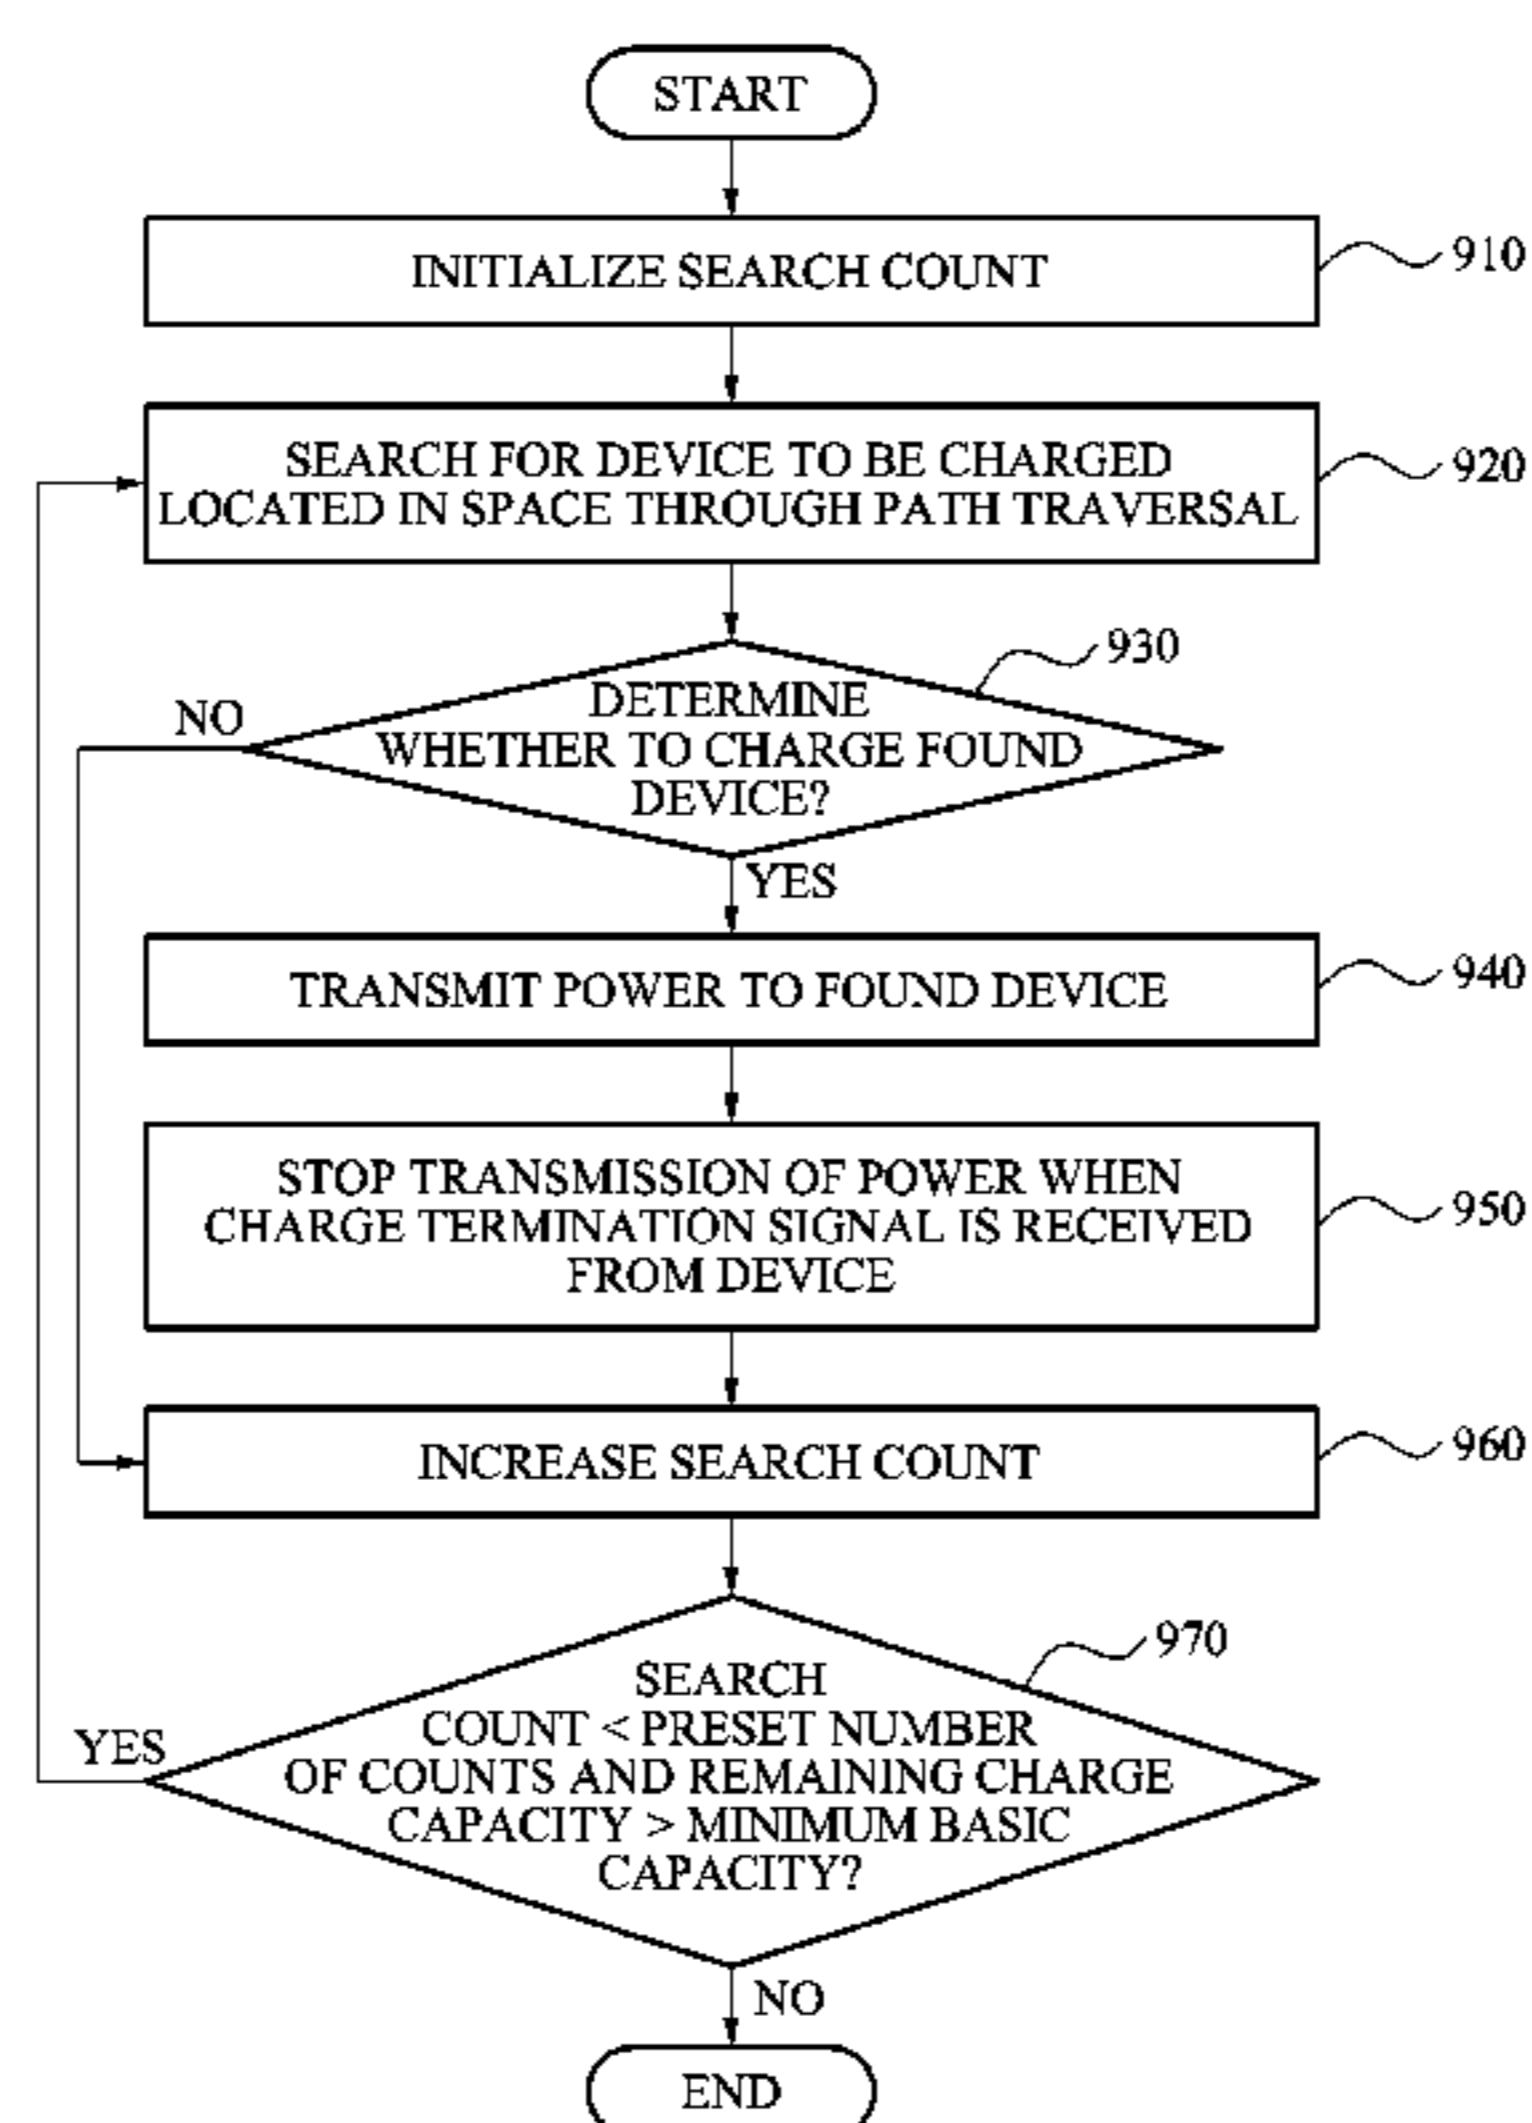 START
INITIALIZE SEARCH COUNT
910
SEARCH FOR DEVICE TO BE CHARGED
LOCATED IN SPACE THROUGH PATH TRAVERSAL
920
930
NO
DETERMINE
WHETHER TO CHARGE FOUND
DEVICE?
YES
TRANSMIT POWER TO FOUND DEVICE
940
STOP TRANSMISSION OF POWER WHEN
CHARGE TERMINATION SIGNAL IS RECEIVED
FROM DEVICE
950
INCREASE SEARCH COUNT
960
970
SEARCH
COUNT < PRESET NUMBER
OF COUNTS AND REMAINING CHARGE
CAPACITY > MINIMUM BASIC
CAPACITY?
YES
NO
END